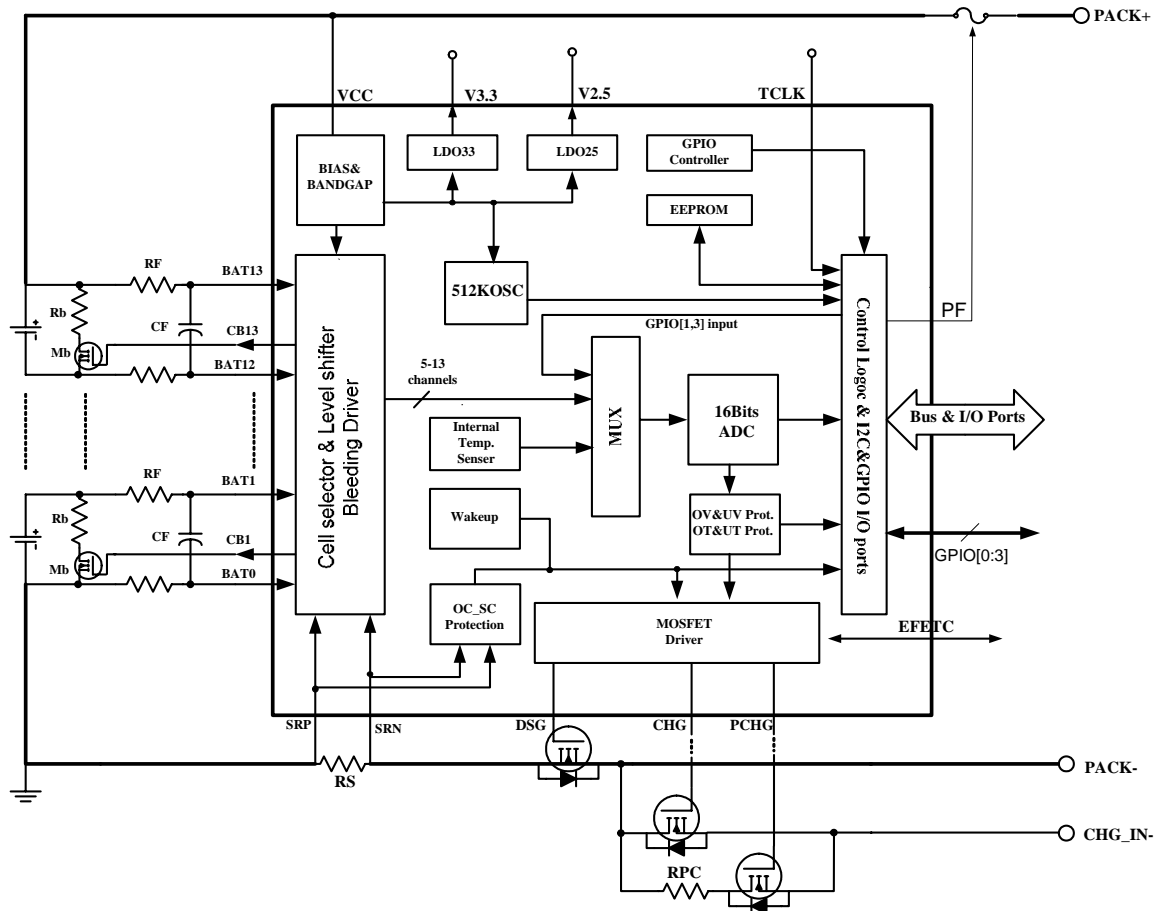 PACK+
VCC
V3.3
V2.5
TCLK
BIAS&
BANDGAP
LDO33
LDO25
GPIO
Controller
EEPROM
RF
BAT13
512KOSC
Rb
CF
PF
+
-
Mb
CB13
BAT12
GPIO[1,3] input
5-13
channels
Cell selector & Level shifter
Bleeding Driver
MUX
16Bits
ADC
Control Logoc & I2C&GPIO I/O ports
Bus & I/O Ports
Internal
Temp.
Senser
RF
BAT1
Rb
CF
+
-
Mb
CB1
BAT0
Wakeup
OV&UV Prot.
OT&UT Prot.
GPIO[0:3]
OC_SC
Protection
MOSFET
Driver
EFETC
SRP
SRN
DSG
CHG
PCHG
RS
PACK-
CHG_IN-
RPC